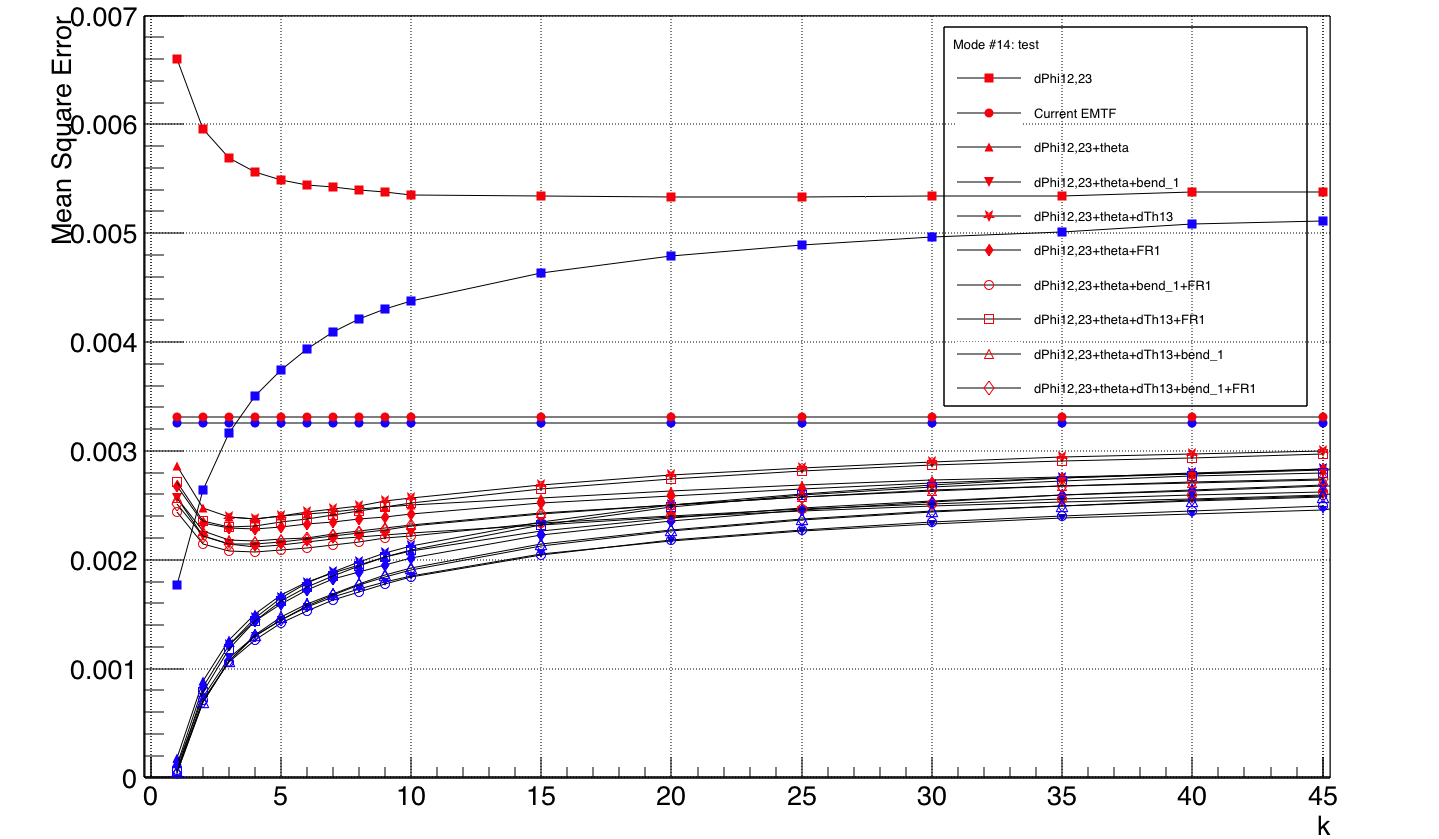 Mean Square Error
0.007
0.006
0.005
0.004
0.003
0.002
0.001
0
Mode #14: test
dPhi12,23
Current EMTF
dPhi12,23+theta
dPhi12,23+theta+bend_1
dPhi12,23+theta+dTh13
dPhi12,23+theta+FR1
dPhi12,23+theta+bend_1+FR1
dPhi12,23+theta+dTh13+FR1
dPhi12,23+theta+dTh13+bend_1
dPhi12,23+theta+dTh13+bend_1+FR1
0 5 10 15 20 25 30 35 40 45
k